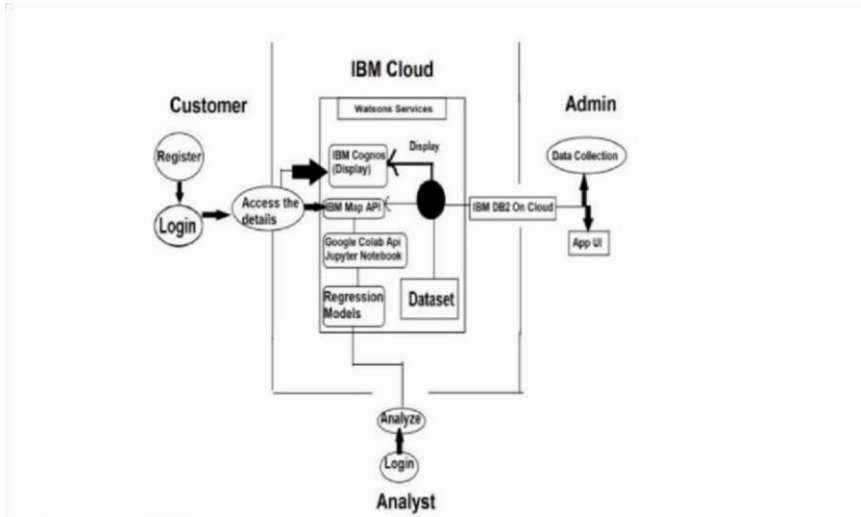 IBM Cloud
Customer
Admin
Watsons Services
Register
IBM Cognos
(Display)
Display
Data Collection
Login
Access the
details
IBM Map API
IBM DB2 On Cloud
App UI
Google Colab Api
Jupyter Notebook
Regression
Models
Dataset
Analyze
Login
Analyst